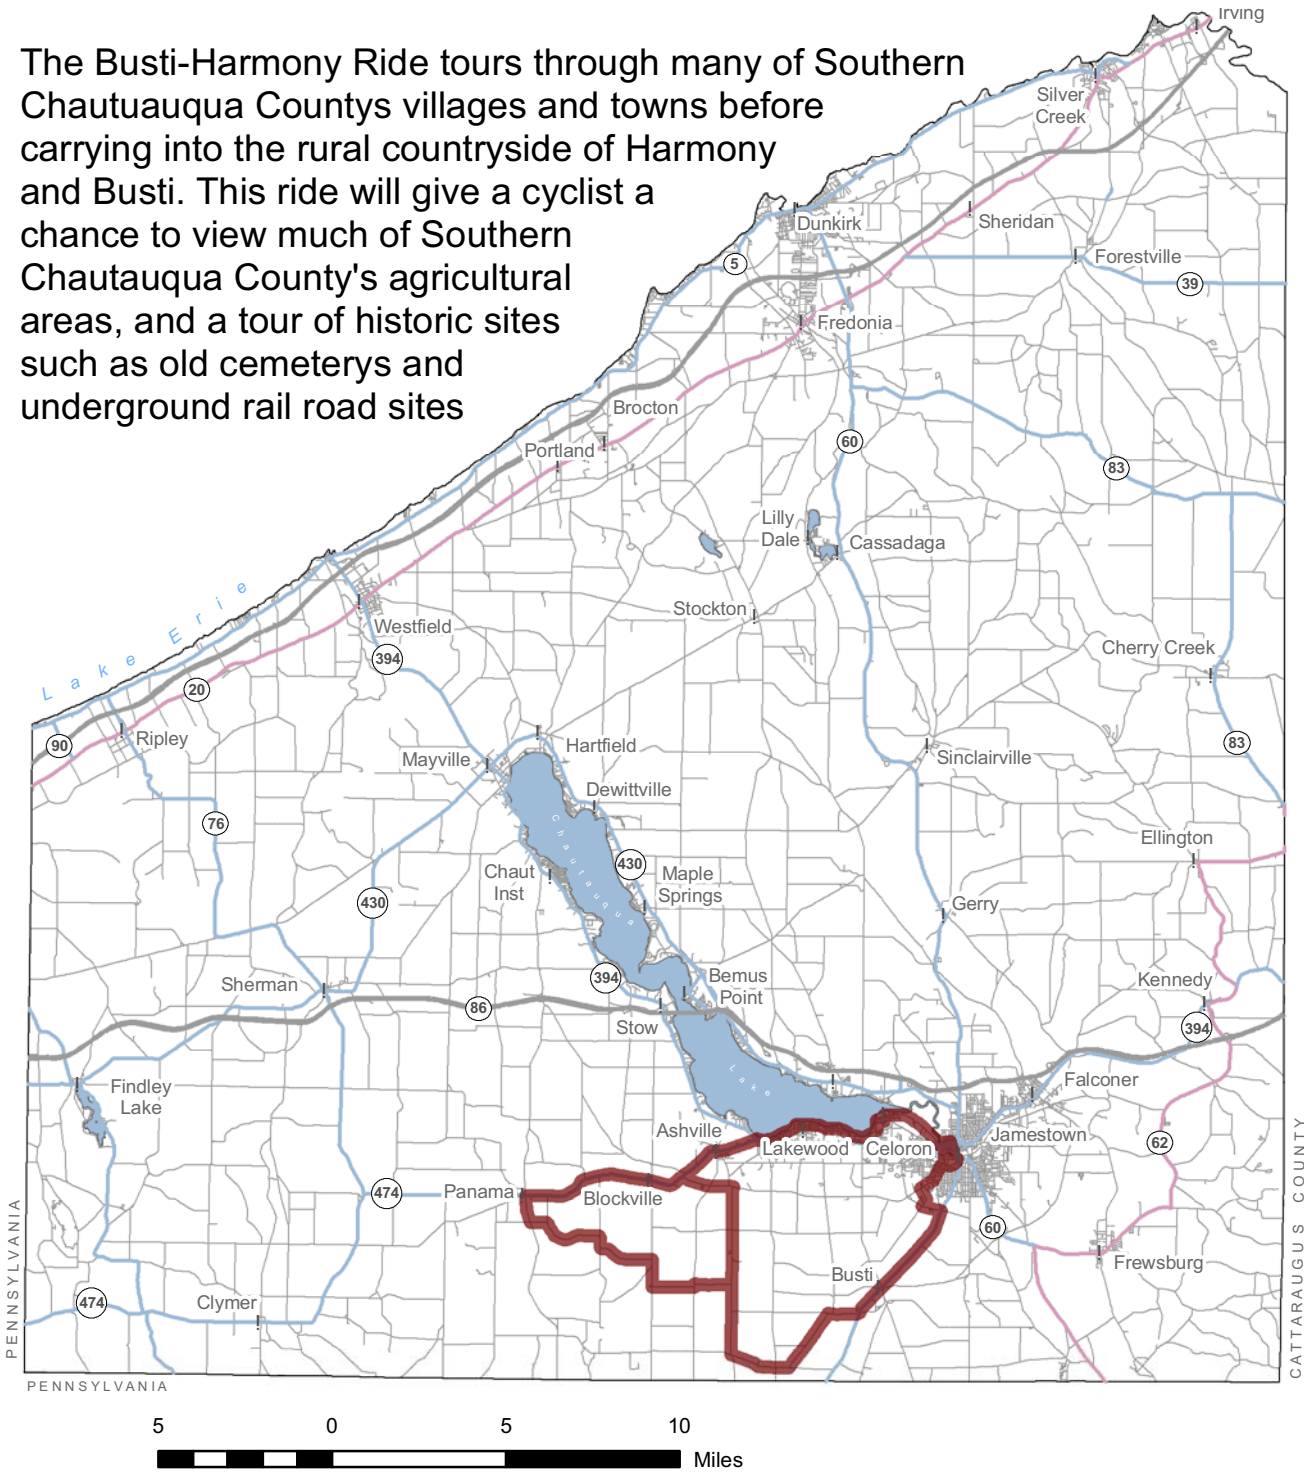 The Busti-Harmony Ride tours through many of Southern
Chautuauqua Countys villages and towns before
carrying into the rural countryside of Harmony
and Busti. This ride will give a cyclist a
chance to view much of Southern
Chautauqua County's agricultural
areas, and a tour of historic sites
such as old cemeterys and
underground rail road sites
Irving
Silver
Creek
Sheridan
Dunkirk
Forestville
5
39
Fredonia
Brocton
Portland
60
83
Lilly
Dale
Cassadaga
Stockton
Lake Erie
Westfield
394
Cherry Creek
20
90
Ripley
Hartfield
Mayville
Sinclairville
83
Dewittville
76
Ellington
Chautauqua
430
Chaut
Inst
Maple
Springs
430
Gerry
Sherman
394
Bemus
Point
Kennedy
86
Stow
394
Findley
Lake
Lake
Falconer
Ashville
Lakewood
Celoron
Jamestown
62
474
Panama
Blockville
60
Frewsburg
Busti
474
Clymer
PENNSYLVANIA
CATTARAUGUS COUNTY
PENNSYLVANIA
5 0 5 10
Miles